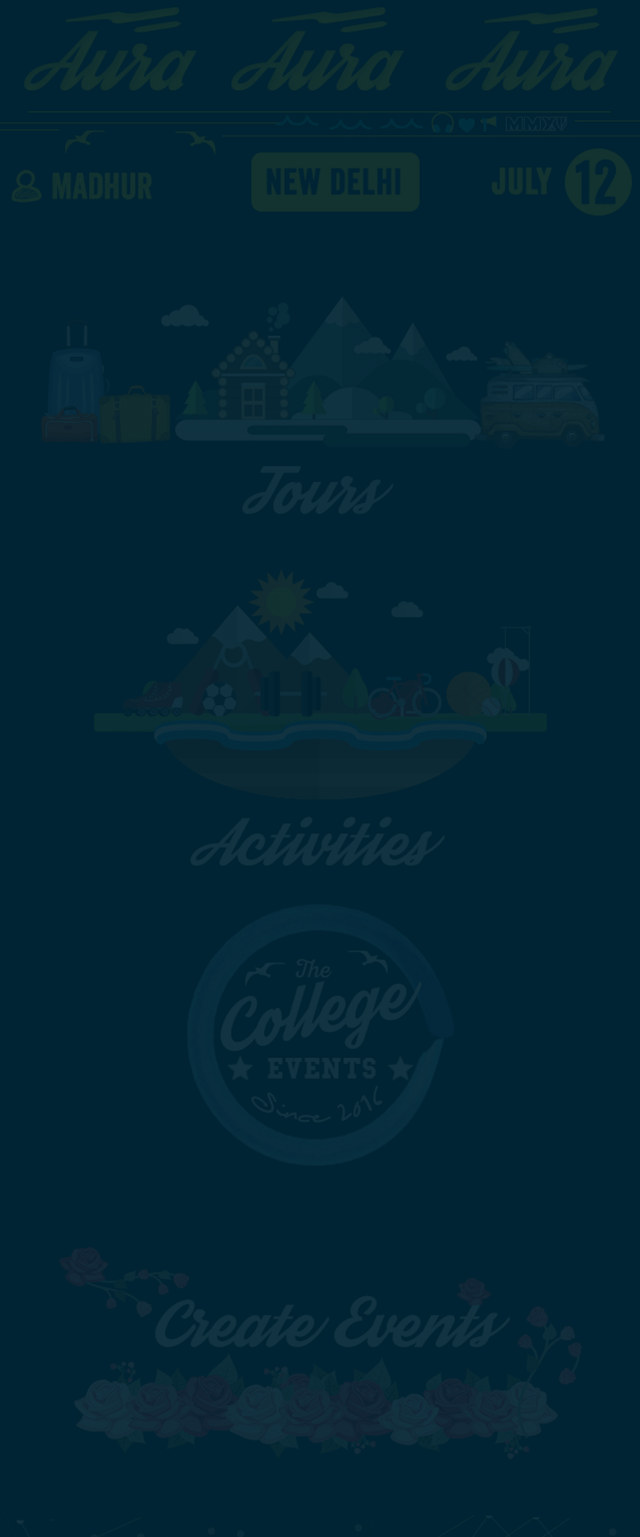 Aura Aura Aura
MMXV
MADHUR NEW DELHI JULY 12
Tours
Activities
The
College
EVENTS
Since 2016
Create Events